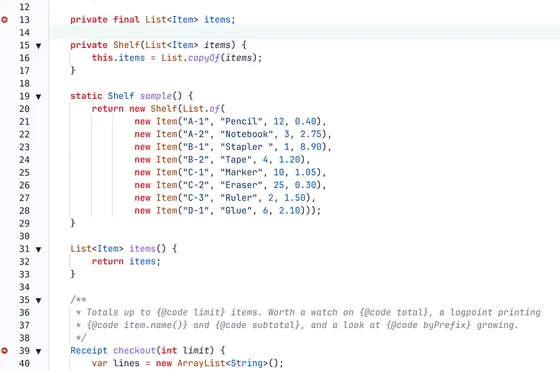 12
13 private final List<Item> items;
14
15 private Shelf(List<Item> items) {
16 this.items = List.copyOf(items);
17 }
18
19 static Shelf sample() {
20 return new Shelf(List.of(
21 new Item("A-1", "Pencil", 12, 0.40),
22 new Item("A-2", "Notebook", 3, 2.75),
23 new Item("B-1", "Stapler ", 1, 8.90),
24 new Item("B-2", "Tape", 4, 1.20),
25 new Item("C-1", "Marker", 10, 1.05),
26 new Item("C-2", "Eraser", 25, 0.30),
27 new Item("C-3", "Ruler", 2, 1.50),
28 new Item("D-1", "Glue", 6, 2.10)));
29 }
30
31 List<Item> items() {
32 return items;
33 }
34
35 /**
36 * Totals up to {@code limit} items. Worth a watch on {@code total}, a logpoint printing
37 * {@code item.name()} and {@code subtotal}, and a look at {@code byPrefix} growing.
38 */
39 Receipt checkout(int limit) {
40 var lines = new ArrayList<String>();